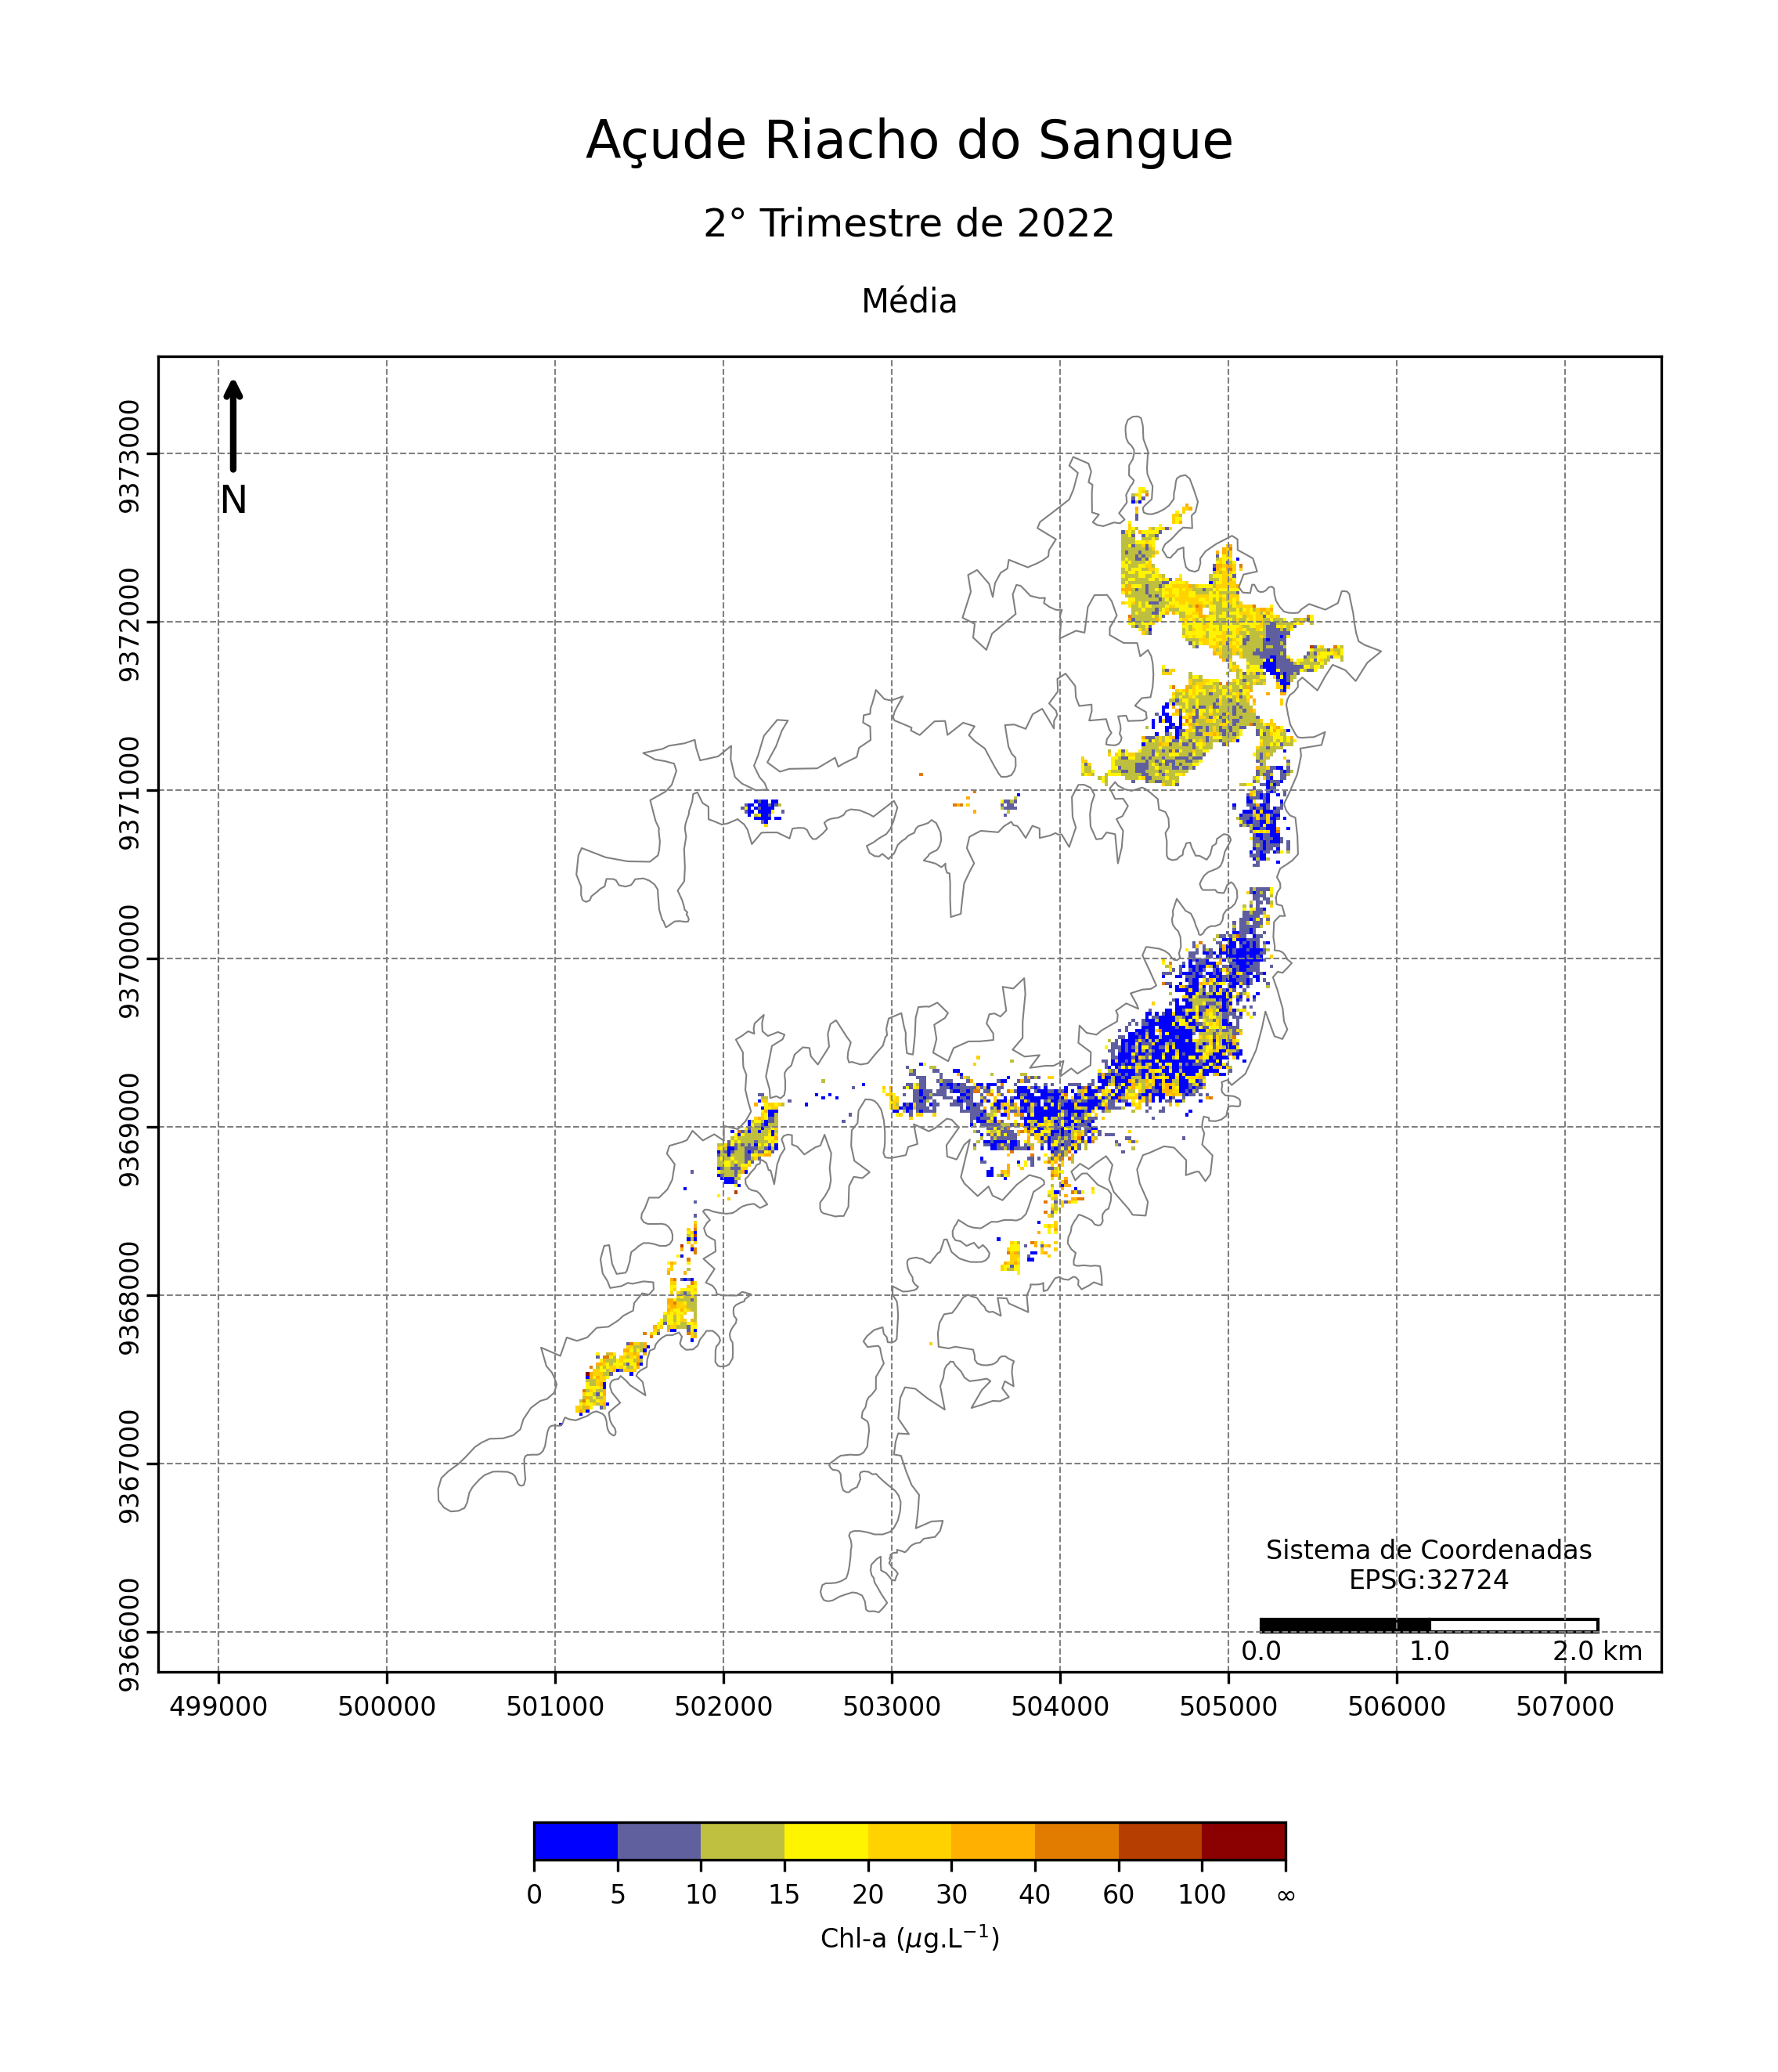 Açude Riacho do Sangue
2° Trimestre de 2022
Média
N
9373000
9372000
9371000
9370000
9369000
9368000
9367000
9366000
Sistema de Coordenadas
EPSG:32724
0.0 1.0 2.0 km
499000 500000 501000 502000 503000 504000 505000 506000 507000
0 5 10 15 20 30 40 60 100 ∞
Chl-a (μg.L⁻¹)